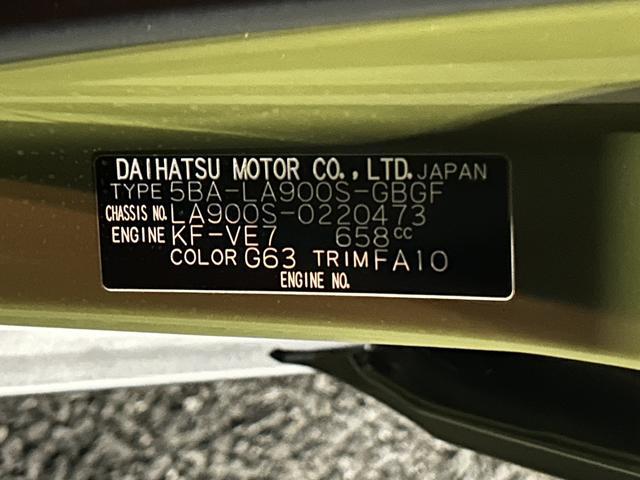 DAIHATSU MOTOR CO.,LTD. JAPAN
TYPE 5BA-LA900S-GBGF
CHASSIS NO. LA900S-0220473
ENGINE KF-VE7 658cc
COLOR G63 TRIM FA10
ENGINE NO.